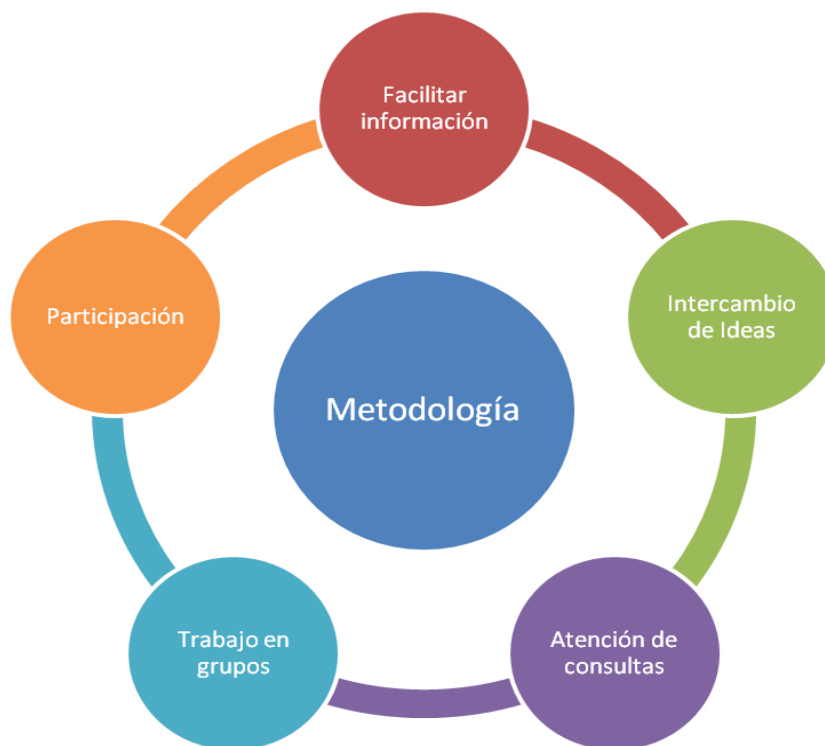 Facilitar
información
Intercambio
de Ideas
Atención de
consultas
Trabajo en
grupos
Participación
Metodología